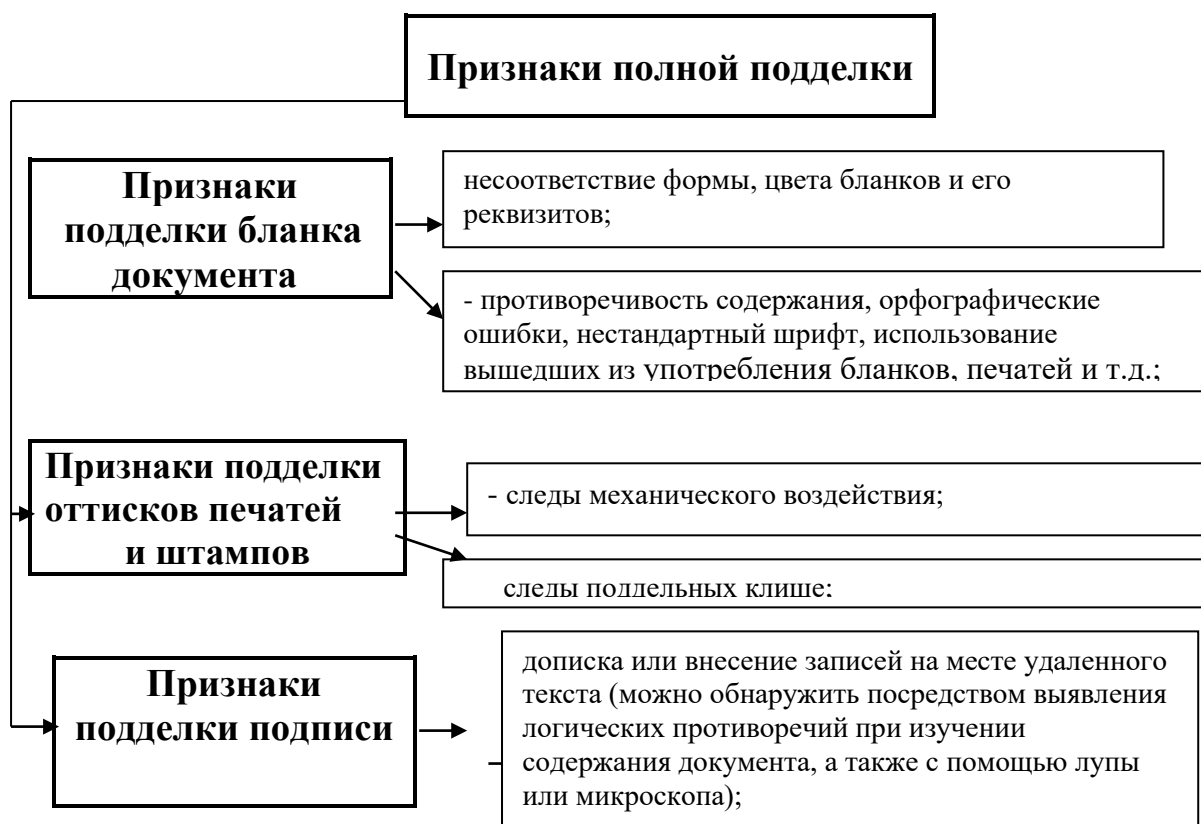 Признаки полной подделки
Признаки
подделки бланка
документа
несоответствие формы, цвета бланков и его
реквизитов;
- противоречивость содержания, орфографические
ошибки, нестандартный шрифт, использование
вышедших из употребления бланков, печатей и т.д.;
Признаки подделки
оттисков печатей
и штампов
- следы механического воздействия;
следы поддельных клише;
Признаки
подделки подписи
дописка или внесение записей на месте удаленного
текста (можно обнаружить посредством выявления
логических противоречий при изучении
содержания документа, а также с помощью лупы
или микроскопа);